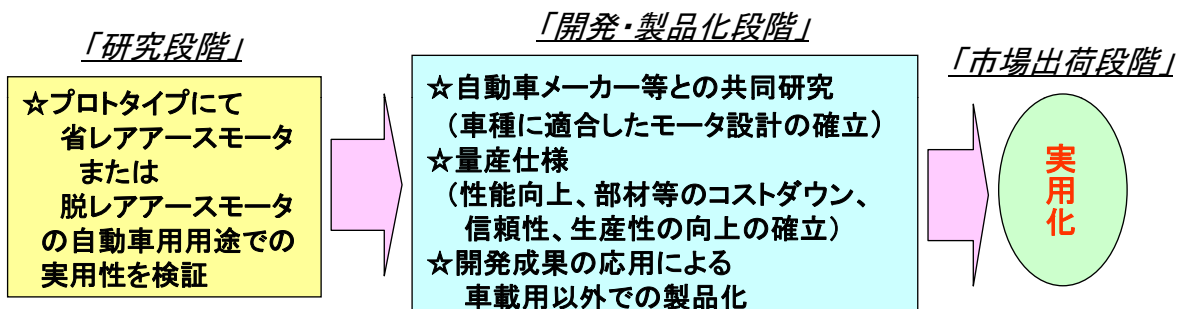 「研究段階」
☆プロトタイプにて
省レアアースモータ
または
脱レアアースモータ
の自動車用用途での
実用性を検証
「開発・製品化段階」
☆自動車メーカー等との共同研究
(車種に適合したモータ設計の確立)
☆量産仕様
(性能向上、部材等のコストダウン、
信頼性、生産性の向上の確立)
☆開発成果の応用による
車載用以外での製品化
「市場出荷段階」
実用化